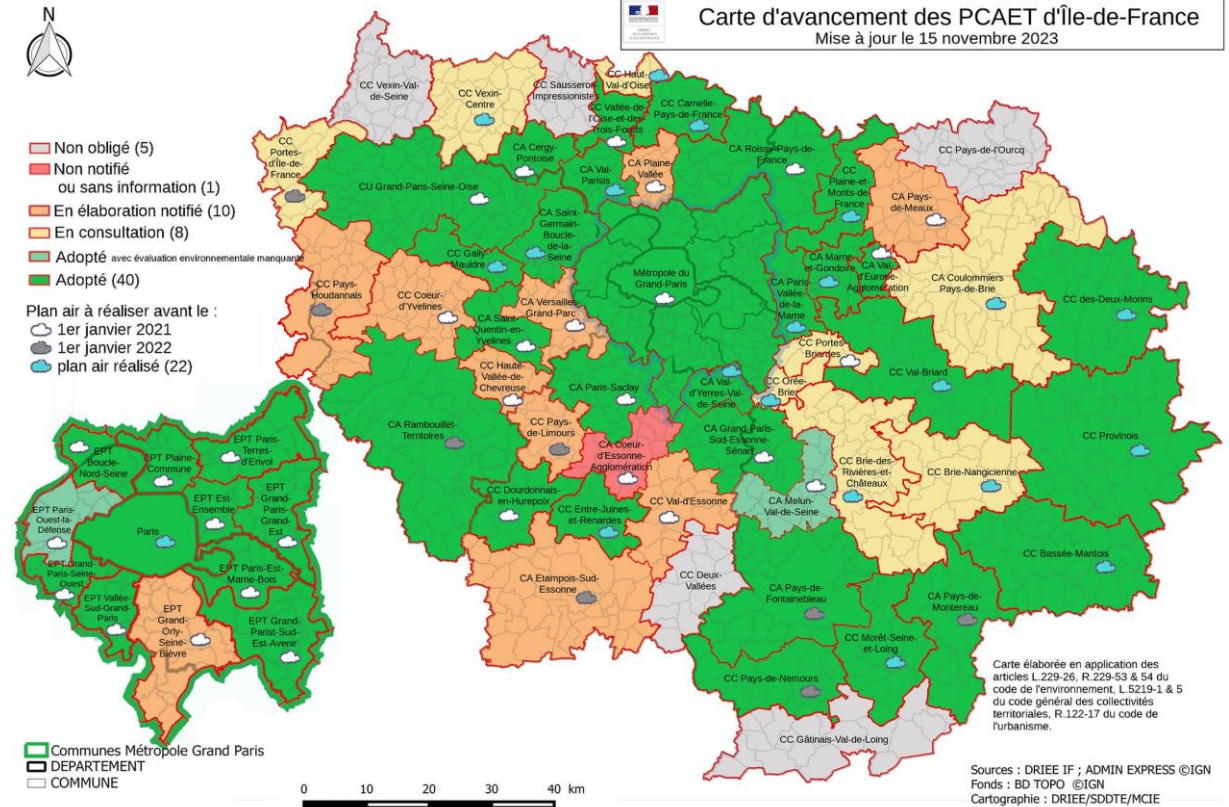 N
Carte d'avancement des PCAET d'Île-de-France
Mise à jour le 15 novembre 2023
Non obligé (5)
Non notifié
ou sans information (1)
En élaboration notifié (10)
En consultation (8)
Adopté avec évaluation environnementale manquante
Adopté (40)
Plan air à réaliser avant le :
1er janvier 2021
1er janvier 2022
plan air réalisé (22)
CC Vexin-Val-
de-Seine
CC Vexin-
Centre
CC Sausseron-
Impressionistes
CC Haut-
Val-d'Oise
CC Vallée-de-
l'Oise-et-des-
Trois-Forêts
CC Carnelle-
Pays-de-France
CC
Portes-
d'Île-de-
France
CA Cergy-
Pontoise
CU Grand-Paris-Seine-Oise
CA Val-
Parisis
CA Plaine-
Vallée
CA Roissy-Pays-de-
France
CC
Plaine-et-
Monts-de-
France
CC Pays-de-l'Ourcq
CA Pays-
de-Meaux
CA Saint-
Germain-
Boucle-
de-la-
Seine
CC Gally-
Mauldre
Métropole du
Grand-Paris
CA Marne-
et-Gondoire
CA Val-
d'Europe-
Agglomération
CA Paris-
Vallée-
de-la-
Marne
CA Coulommiers
Pays-de-Brie
CC des-Deux-Morins
CC Pays-
Houdannais
CC Coeur-
d'Yvelines
CA Versailles-
Grand-Parc
CA Saint-
Quentin-en-
Yvelines
CC Haute-
Vallée-de-
Chevreuse
CA Paris-Saclay
CA Val-
d'Yerres-Val-
de-Seine
CC Portes
Briardes
CC Orée-
Brie-
CC Val-Briard
CA Rambouillet-
Territoires
CC Pays-
de-Limours
CA Coeur-
d'Essonne-
Agglomération
CA Grand-Paris-
Sud-Essonne-
Sénart
CC Provinois
CC Brie-des-
Rivières-et-
Châteaux
CC Brie-Nangicienne
CC Dourdonnais-
en-Hurepoix
CC Entre-Juines-
et-Renardes
CC Val-d'Essonne
CA Melun-
Val-de-Seine
CC Bassée-Mantois
CA Etampois-Sud-
Essonne
CC Deux-
Vallées
CA Pays-de-
Fontainebleau
CA Pays-de-
Montereau
CC Morêt-Seine-
et-Loing
CC Pays-de-Nemours
CC Gâtinais-Val-de-Loing
EPT
Boucle-
Nord-Seine
EPT Plaine-
Commune
EPT Paris-
Terres-
d'Envol
EPT Paris-
Ouest-la-
Défense
EPT Est-
Ensemble
EPT
Grand-
Paris-
Grand-
Est
Paris
EPT Grand-
Paris-Seine-
Ouest
EPT Paris-Est-
Marne-Bois
EPT Vallée-
Sud-Grand-
Paris
EPT
Grand-
Orly-
Seine-
Bièvre
EPT Grand-
Parist-Sud-
Est-Avenir
Communes Métropole Grand Paris
DEPARTEMENT
COMMUNE
0 10 20 30 40 km
Carte élaborée en application des
articles L.229-26, R.229-53 & 54 du
code de l'environnement, L.5219-1 & 5
du code général des collectivités
territoriales, R.122-17 du code de
l'urbanisme.
Sources : DRIEE IF ; ADMIN EXPRESS ©IGN
Fonds : BD TOPO ©IGN
Cartographie : DRIEE/SDDTE/MCIE